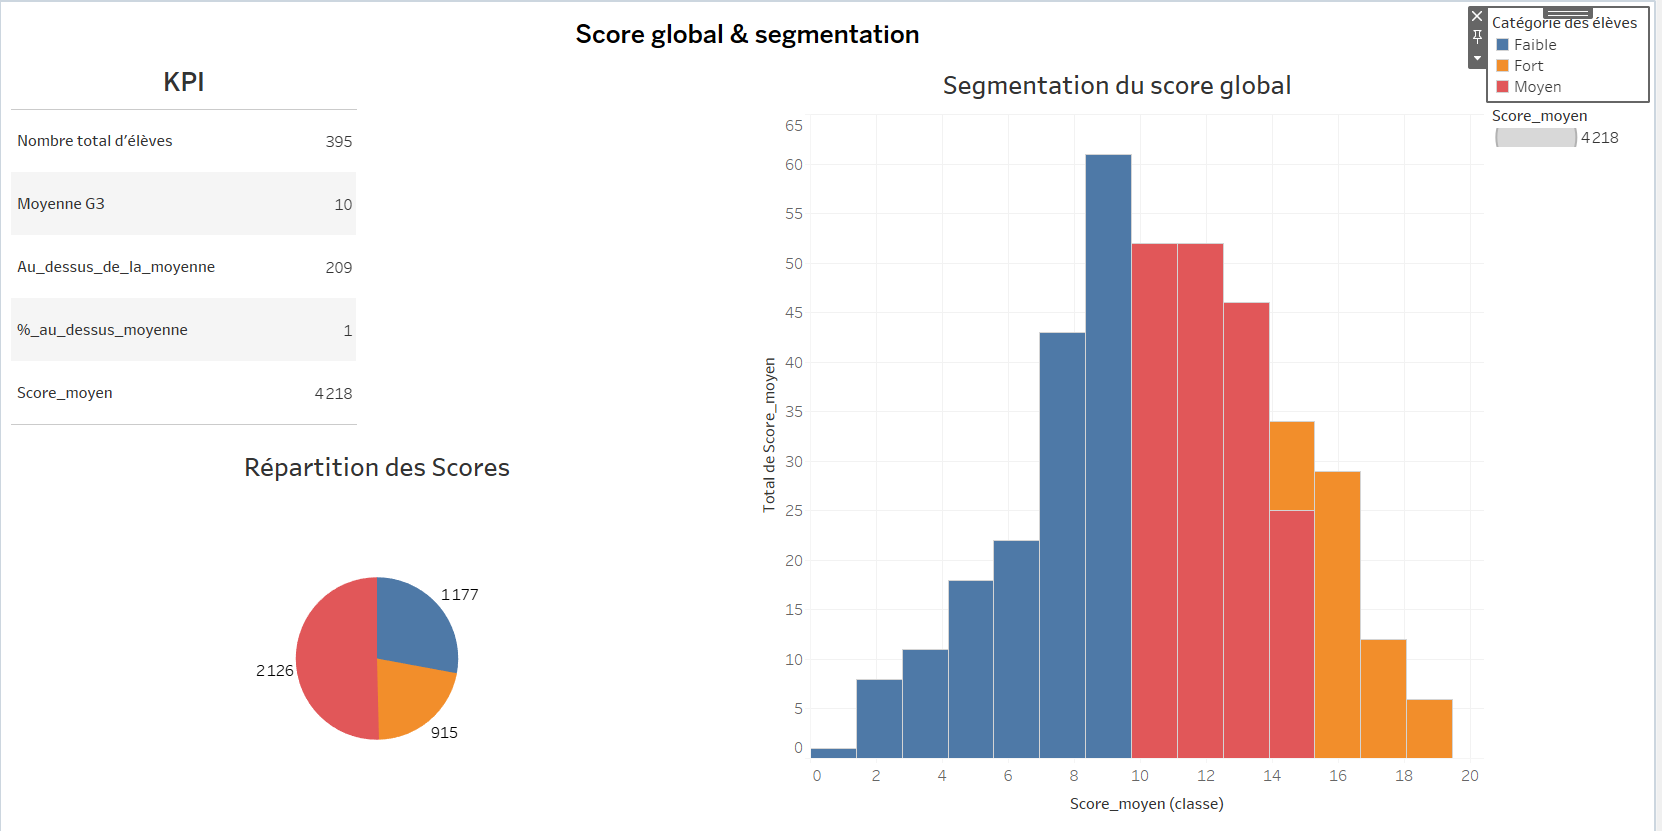 Score global & segmentation
KPI
Nombre total d’élèves 395
Moyenne G3 10
Au_dessus_de_la_moyenne 209
%_au_dessus_moyenne 1
Score_moyen 4 218
Répartition des Scores
1 177
2 126
915
Segmentation du score global
Total de Score_moyen
65
60
55
50
45
40
35
30
25
20
15
10
5
0
0 2 4 6 8 10 12 14 16 18 20
Score_moyen (classe)
Catégorie des élèves
Faible
Fort
Moyen
Score_moyen
4 218